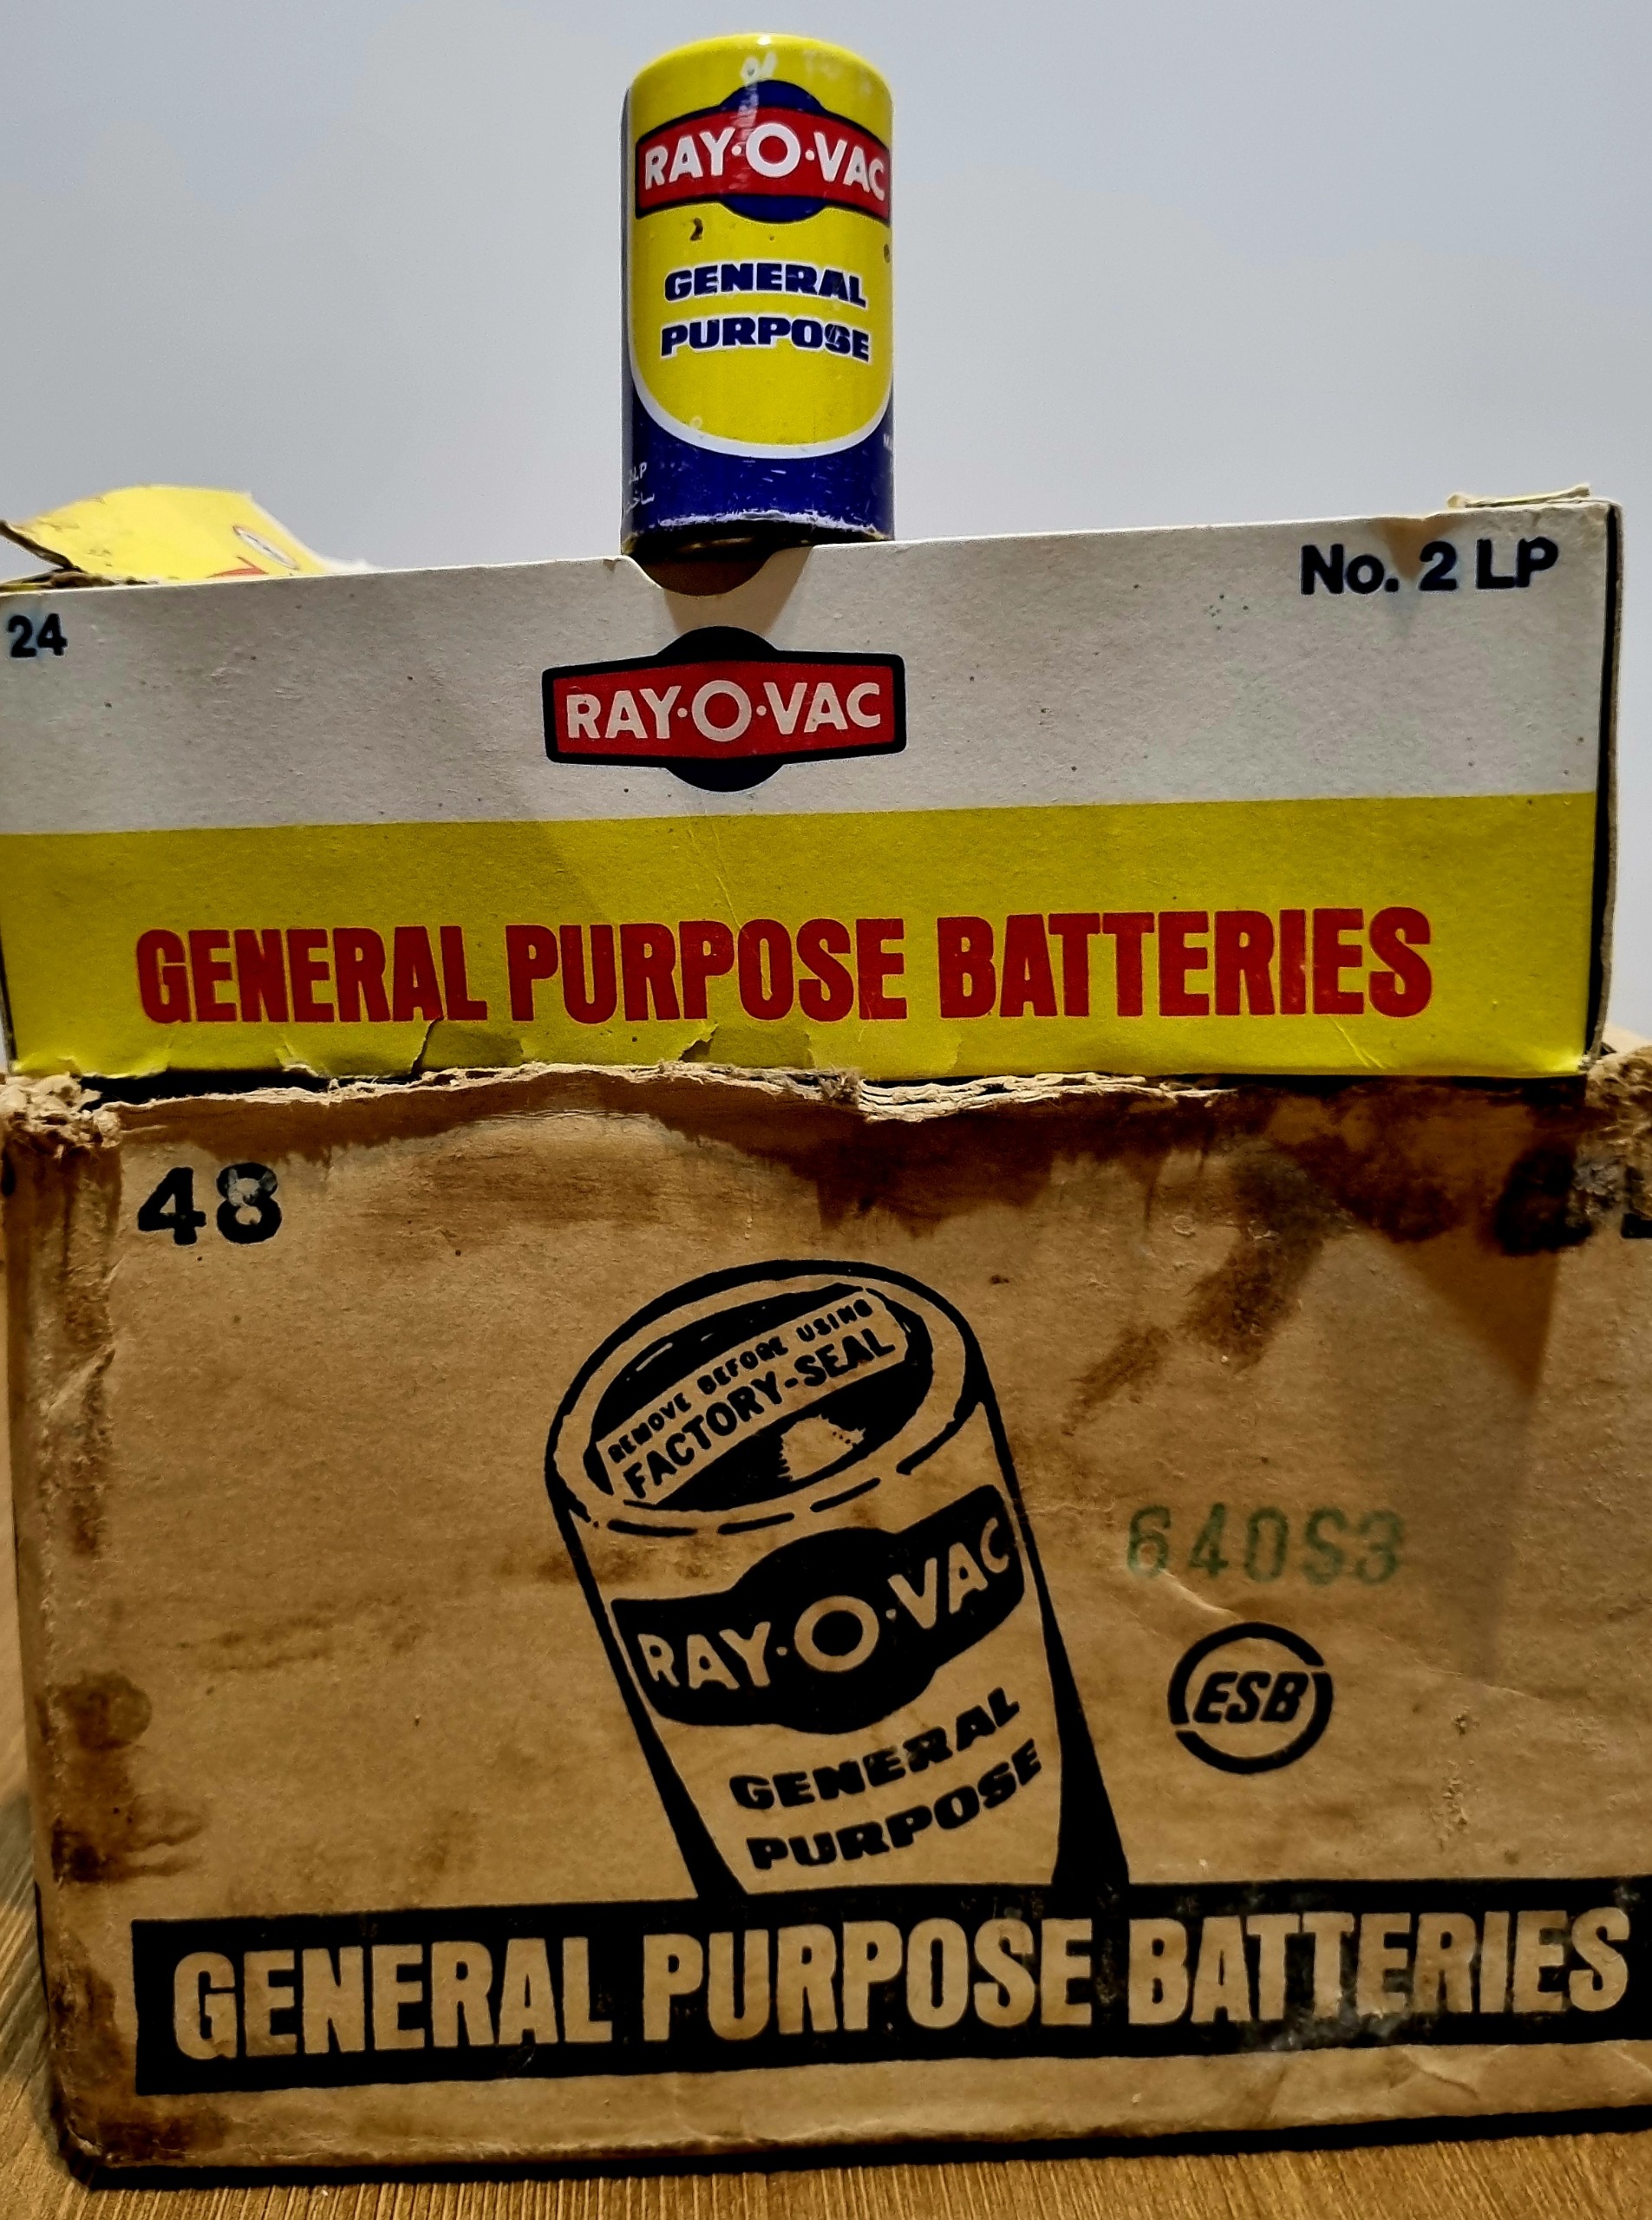 RAY·O·VAC
GENERAL
PURPOSE
2LP
24
No. 2 LP
RAY·O·VAC
GENERAL PURPOSE BATTERIES
48
REMOVE BEFORE USING
FACTORY-SEAL
RAY·O·VAC
GENERAL
PURPOSE
640S3
ESB
GENERAL PURPOSE BATTERIES